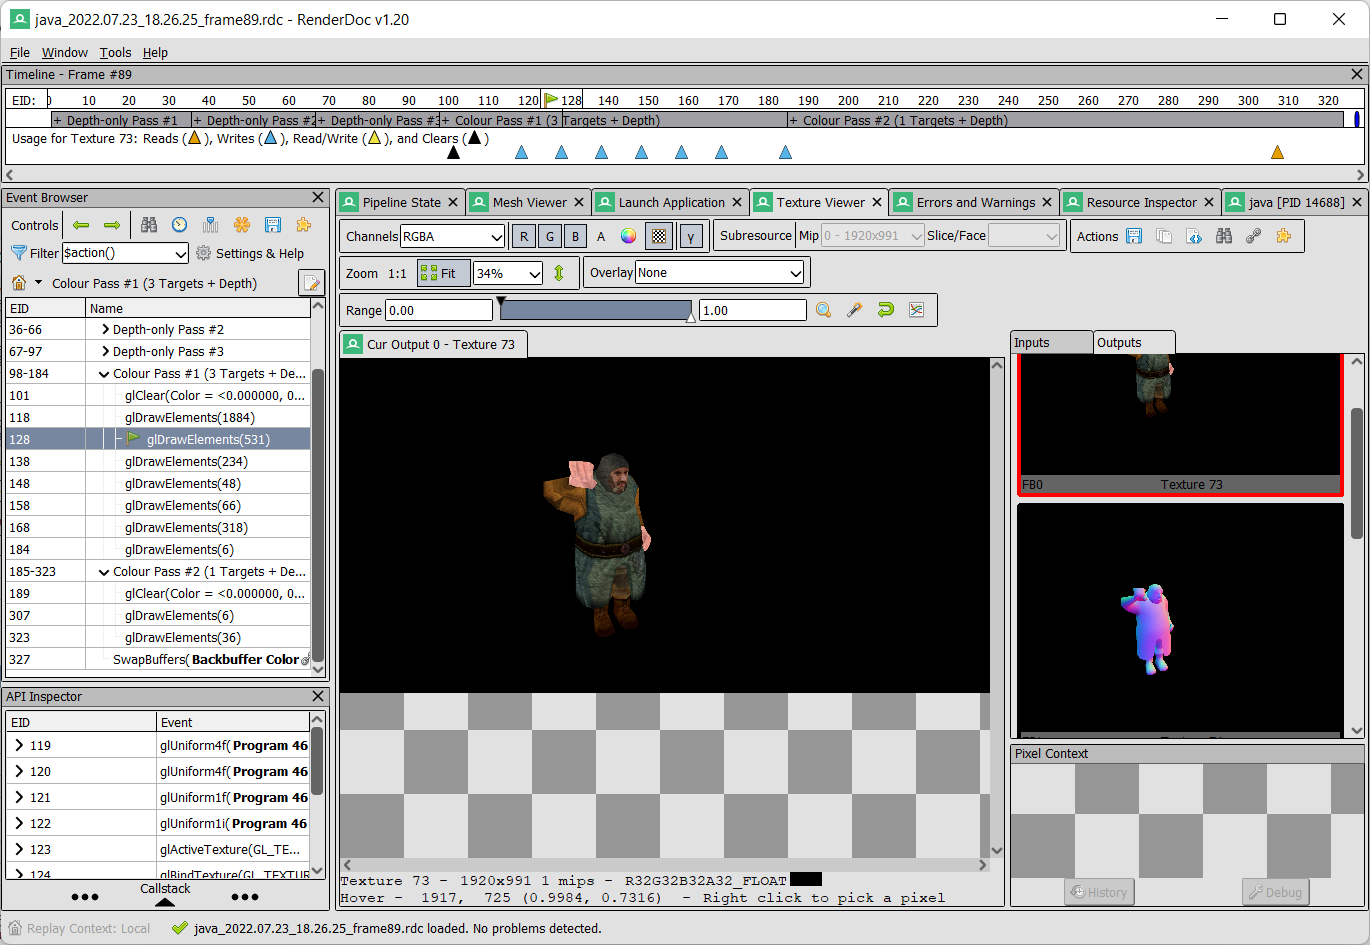 java_2022.07.23_18.26.25_frame89.rdc - RenderDoc v1.20
File Window Tools Help
Timeline - Frame #89
EID: 10 20 30 40 50 60 70 80 90 100 110 120 128 140 150 160 170 180 190 200 210 220 230 240 250 260 270 280 290 300 310 320
+ Depth-only Pass #1 + Depth-only Pass #2 + Depth-only Pass #3 + Colour Pass #1 (3 Targets + Depth) + Colour Pass #2 (1 Targets + Depth)
Usage for Texture 73: Reads ( ), Writes ( ), Read/Write ( ), and Clears ( )
Event Browser
Controls
Filter $action() Settings & Help
Colour Pass #1 (3 Targets + Depth)
EID Name
36-66 Depth-only Pass #2
67-97 Depth-only Pass #3
98-184 Colour Pass #1 (3 Targets + De...
101 glClear(Color = <0.000000, 0...
118 glDrawElements(1884)
128 glDrawElements(531)
138 glDrawElements(234)
148 glDrawElements(48)
158 glDrawElements(66)
168 glDrawElements(318)
184 glDrawElements(6)
185-323 Colour Pass #2 (1 Targets + De...
189 glClear(Color = <0.000000, 0...
307 glDrawElements(6)
323 glDrawElements(36)
327 SwapBuffers(Backbuffer Color
API Inspector
EID Event
119 glUniform4f(Program 46
120 glUniform4f(Program 46
121 glUniform1f(Program 46
122 glUniform1i(Program 46
123 glActiveTexture(GL_TE...
124 glBindTexture(GL_TEXTUR
Callstack
Pipeline State Mesh Viewer Launch Application Texture Viewer Errors and Warnings Resource Inspector java [PID 14688]
Channels RGBA R G B A γ Subresource Mip 0 - 1920x991 Slice/Face Actions
Zoom 1:1 Fit 34% Overlay None
Range 0.00 1.00
Cur Output 0 - Texture 73
Inputs Outputs
FB0 Texture 73
Pixel Context
History Debug
Texture 73 - 1920x991 1 mips - R32G32B32A32_FLOAT
Hover - 1917, 725 (0.9984, 0.7316) - Right click to pick a pixel
Replay Context: Local java_2022.07.23_18.26.25_frame89.rdc loaded. No problems detected.